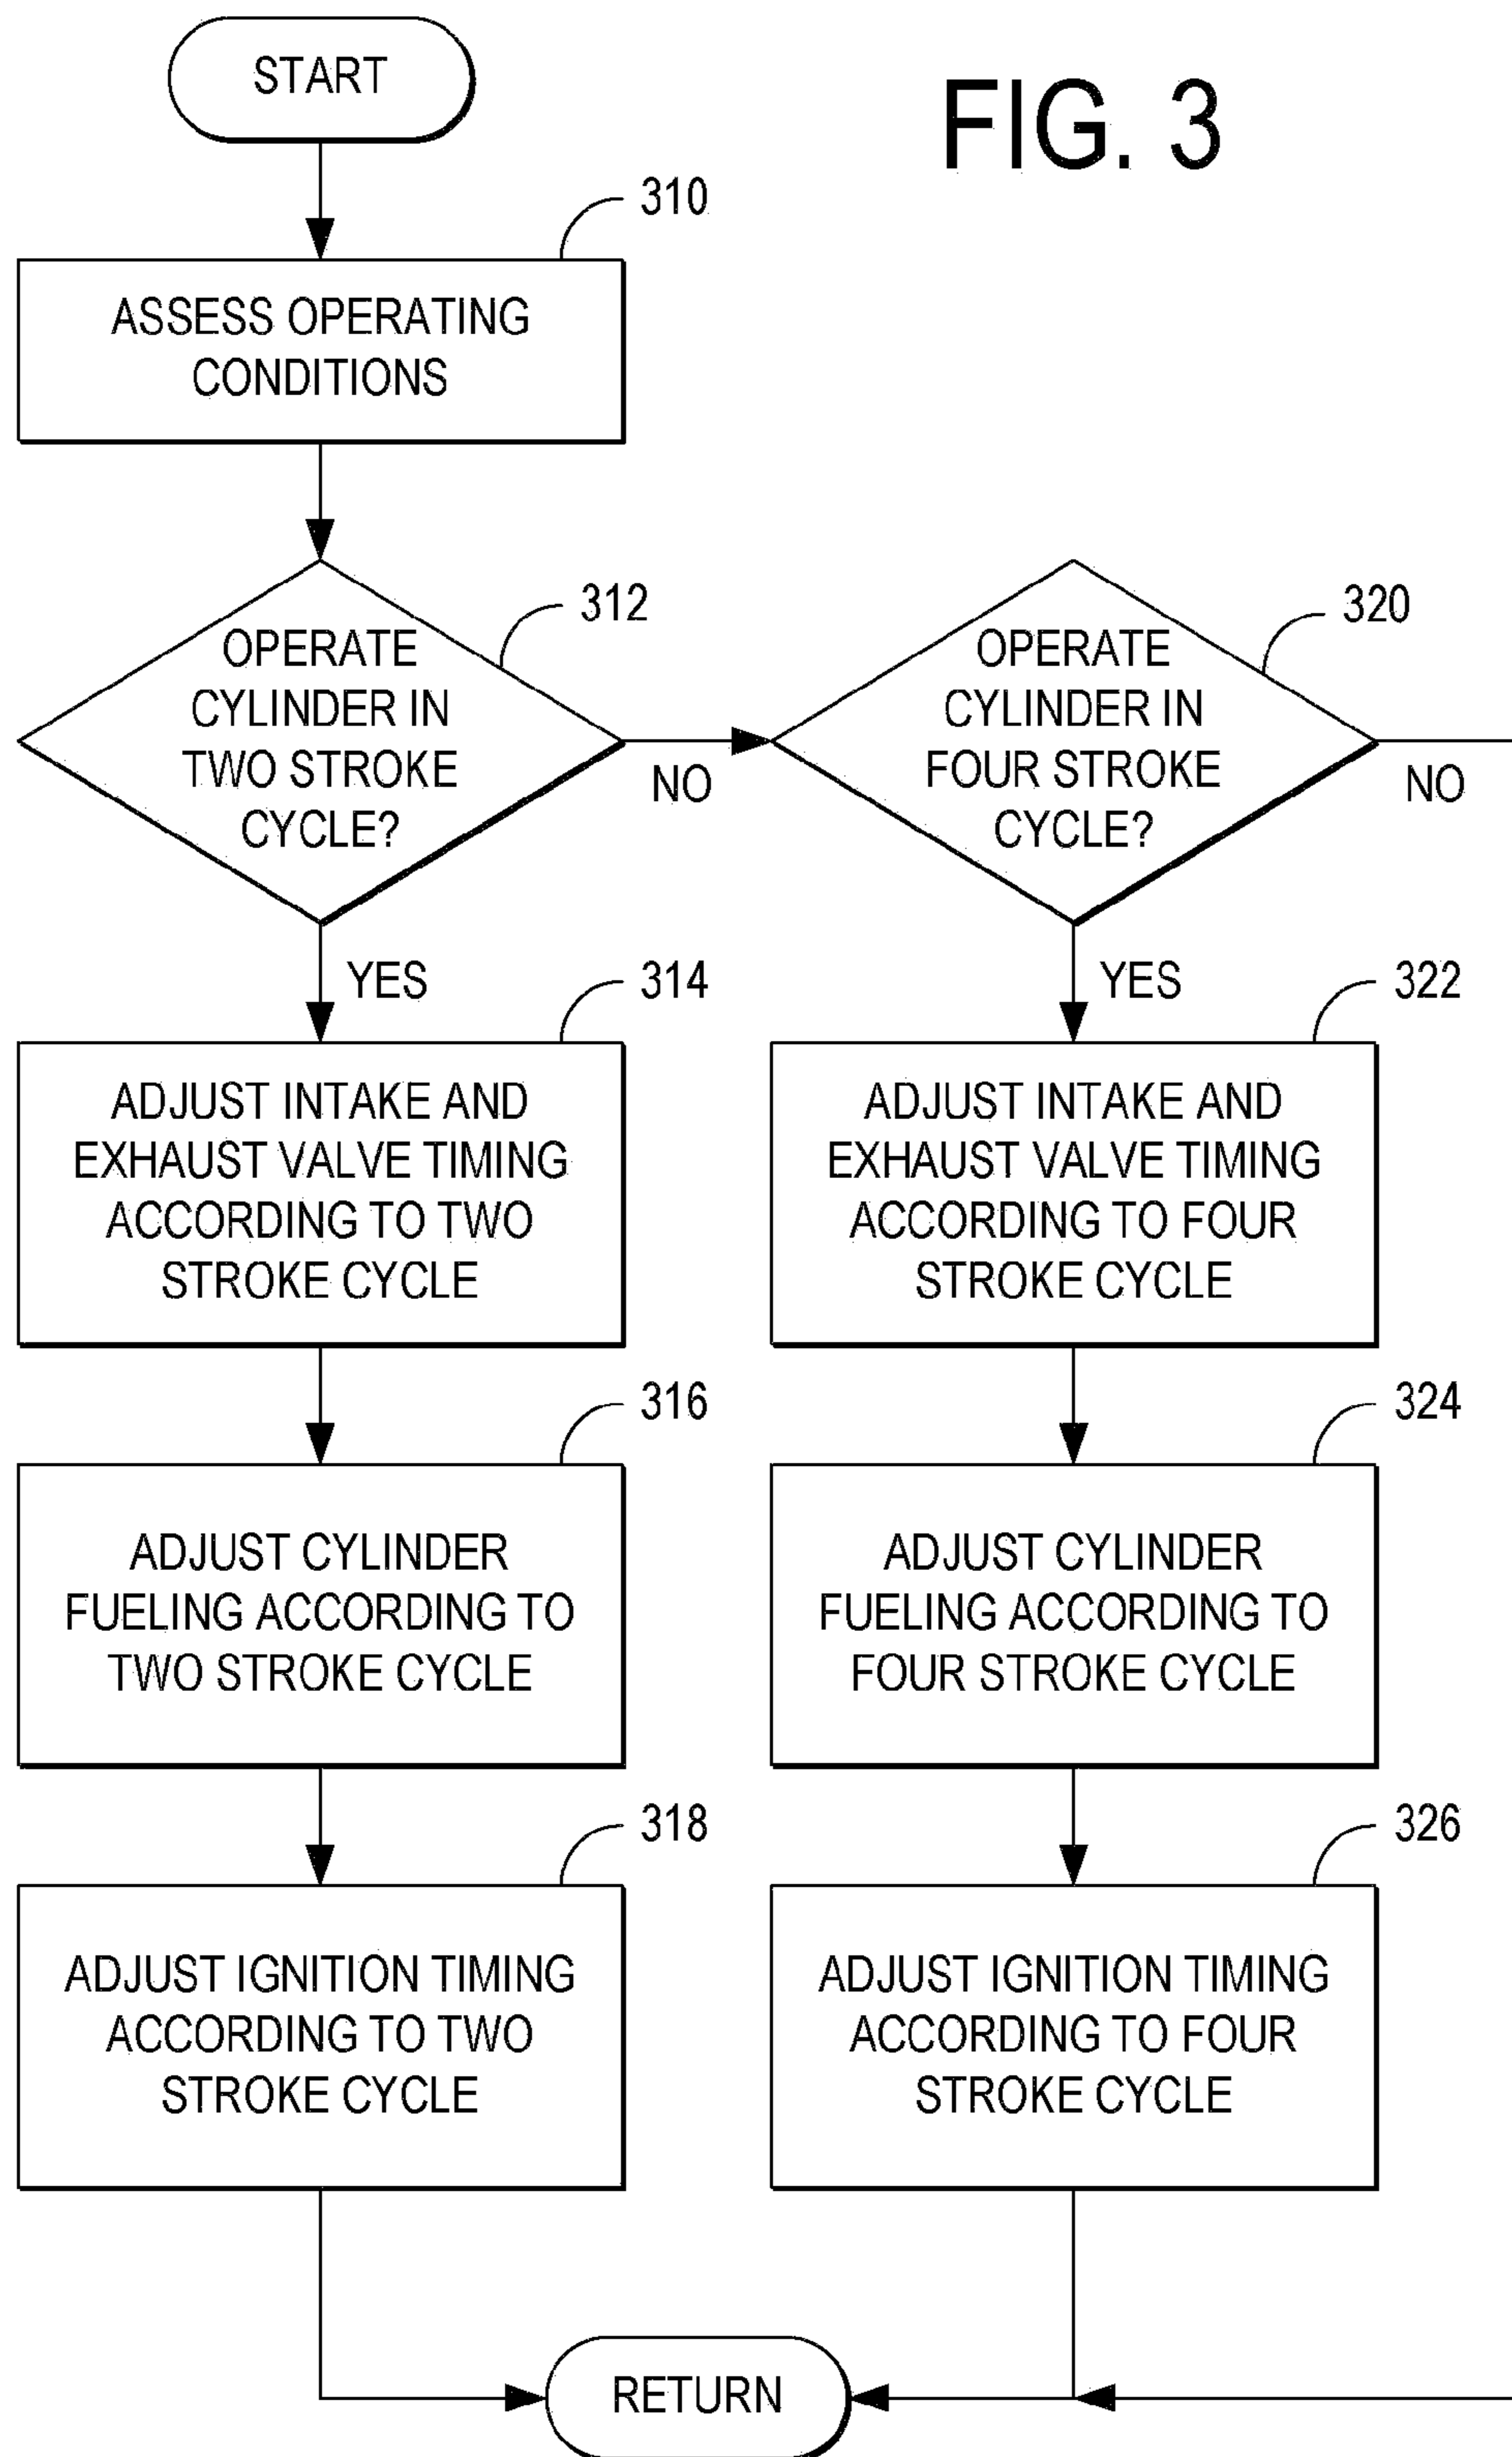 START
FIG. 3
310
ASSESS OPERATING
CONDITIONS
312
OPERATE
CYLINDER IN
TWO STROKE
CYCLE?
NO
320
OPERATE
CYLINDER IN
FOUR STROKE
CYCLE?
NO
YES
314
ADJUST INTAKE AND
EXHAUST VALVE TIMING
ACCORDING TO TWO
STROKE CYCLE
YES
322
ADJUST INTAKE AND
EXHAUST VALVE TIMING
ACCORDING TO FOUR
STROKE CYCLE
316
ADJUST CYLINDER
FUELING ACCORDING TO
TWO STROKE CYCLE
324
ADJUST CYLINDER
FUELING ACCORDING TO
FOUR STROKE CYCLE
318
ADJUST IGNITION TIMING
ACCORDING TO TWO
STROKE CYCLE
326
ADJUST IGNITION TIMING
ACCORDING TO FOUR
STROKE CYCLE
RETURN